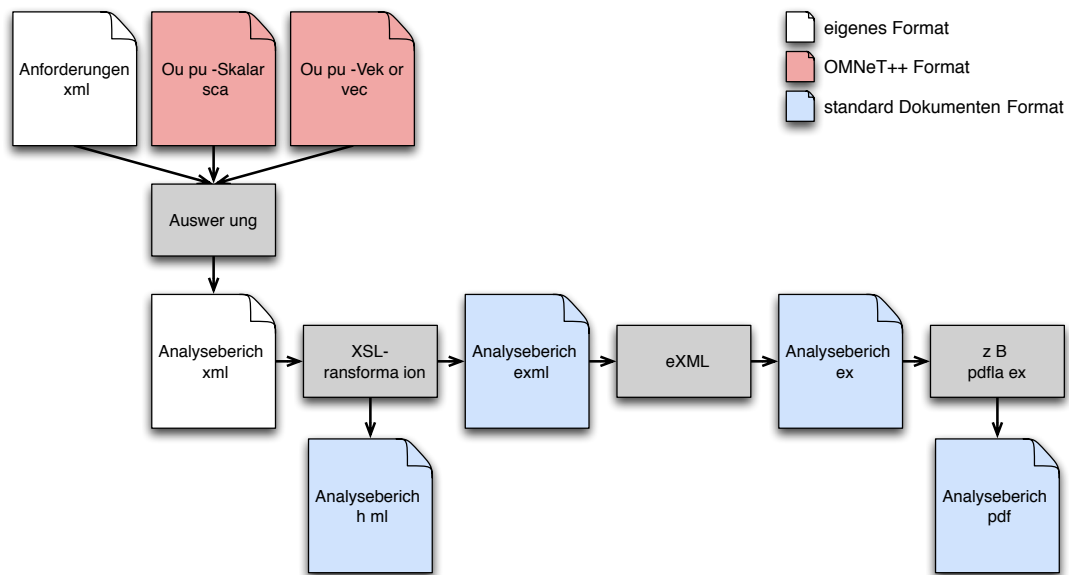 Anforderungen
xml
Ou pu -Skalar
sca
Ou pu -Vek or
vec
eigenes Format
OMNeT++ Format
standard Dokumenten Format
Auswer ung
Analyseberich
xml
XSL-
ransforma ion
Analyseberich
exml
eXML
Analyseberich
ex
z B
pdfla ex
Analyseberich
h ml
Analyseberich
pdf